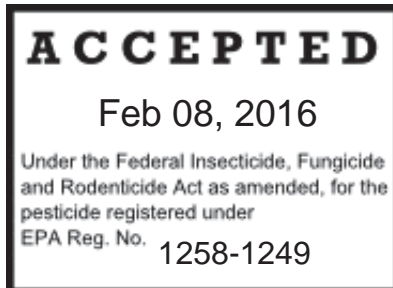 ACCEPTED
Feb 08, 2016
Under the Federal Insecticide, Fungicide
and Rodenticide Act as amended, for the
pesticide registered under
EPA Reg. No. 1258-1249